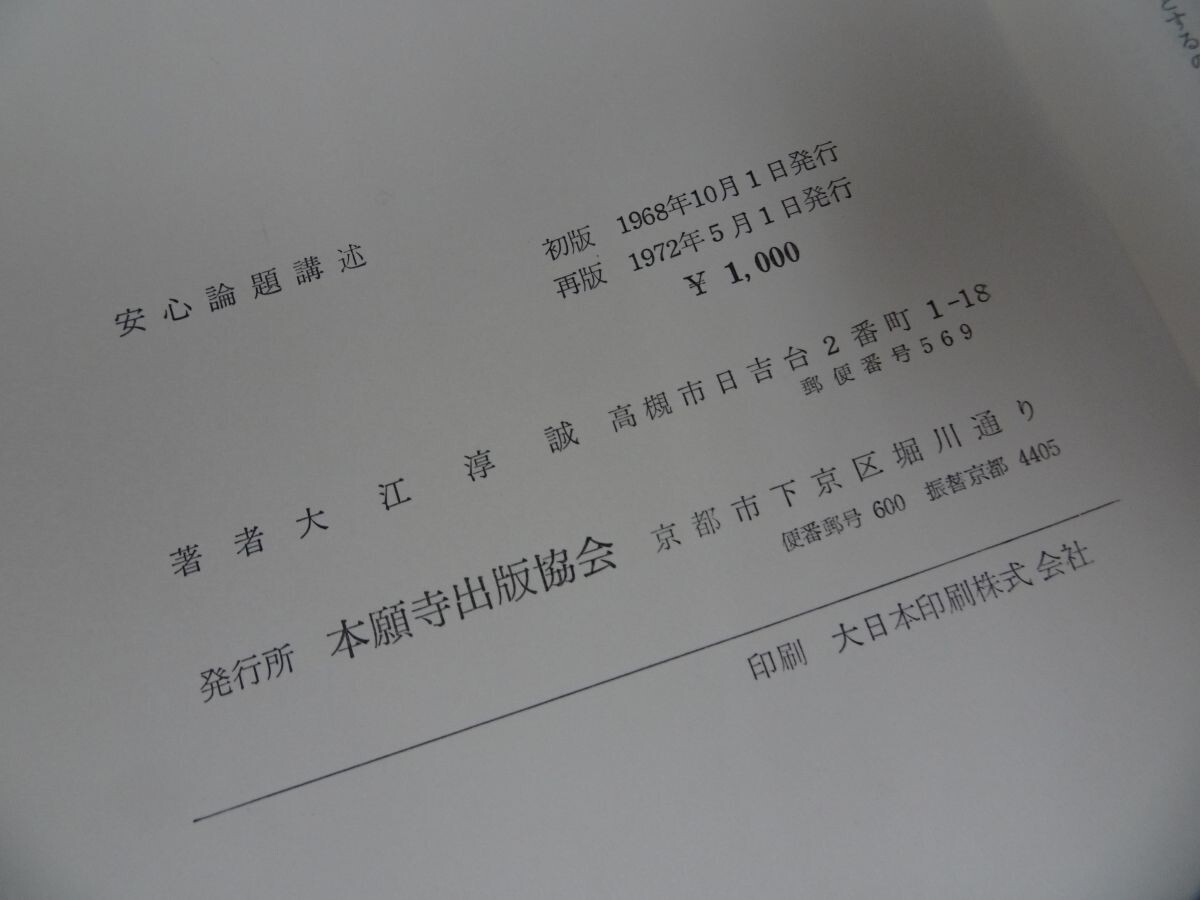 安心論題講述
初版 1968年10月1日発行
再版 1972年5月1日発行
¥ 1,000
著者 大江淳誠 高槻市日吉台2番町1-18
郵便番号569
発行所 本願寺出版協会 京都市下京区堀川通り
便番郵号 600 振替京都 4405
印刷 大日本印刷株式会社
とするの